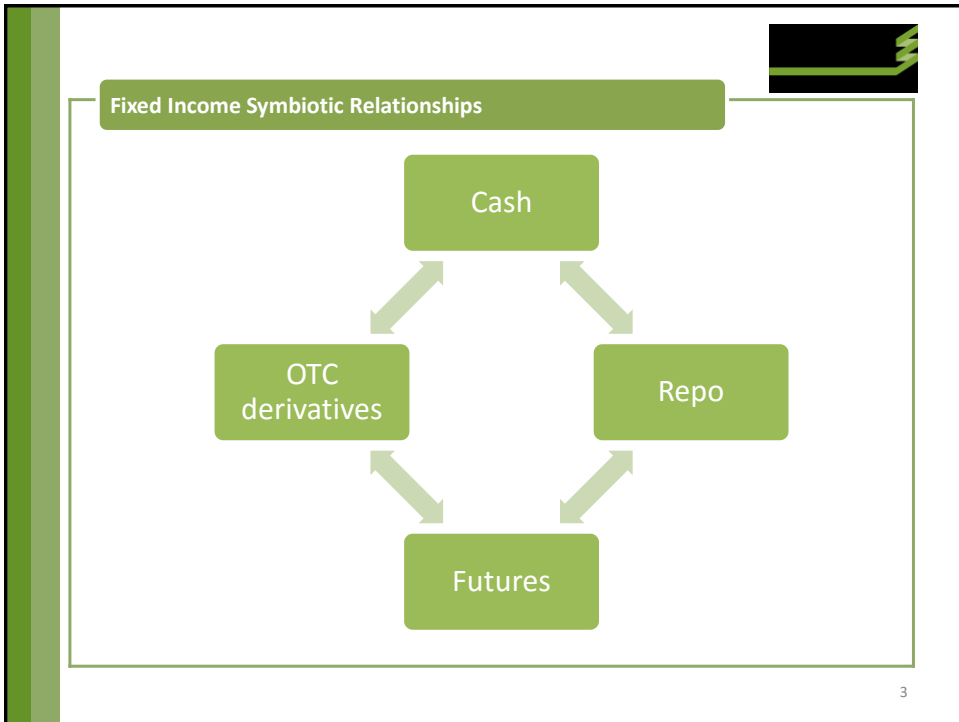 Fixed Income Symbiotic Relationships
Cash
OTC
derivatives
Repo
Futures
3